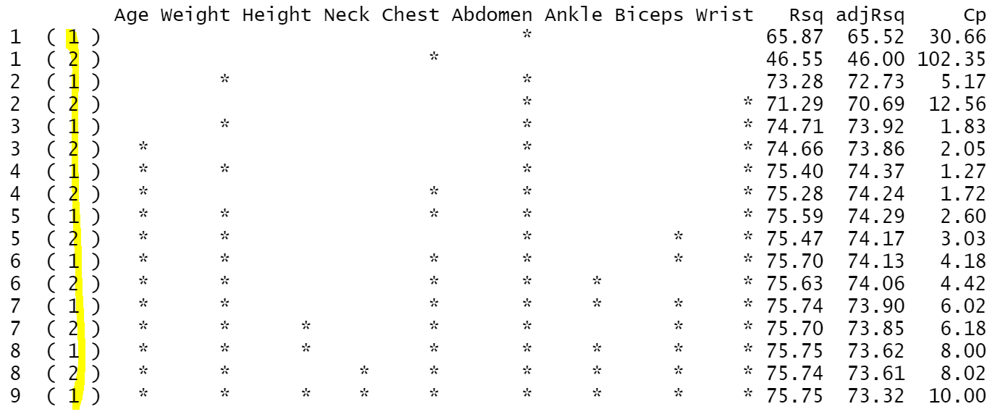 Age Weight Height Neck Chest Abdomen Ankle Biceps Wrist Rsq adjRsq Cp
1 ( 1 ) * 65.87 65.52 30.66
1 ( 2 ) * 46.55 46.00 102.35
2 ( 1 ) * * 73.28 72.73 5.17
2 ( 2 ) * * 71.29 70.69 12.56
3 ( 1 ) * * * 74.71 73.92 1.83
3 ( 2 ) * * * 74.66 73.86 2.05
4 ( 1 ) * * * * 75.40 74.37 1.27
4 ( 2 ) * * * * 75.28 74.24 1.72
5 ( 1 ) * * * * * 75.59 74.29 2.60
5 ( 2 ) * * * * * 75.47 74.17 3.03
6 ( 1 ) * * * * * * 75.70 74.13 4.18
6 ( 2 ) * * * * * * 75.63 74.06 4.42
7 ( 1 ) * * * * * * * 75.74 73.90 6.02
7 ( 2 ) * * * * * * * 75.70 73.85 6.18
8 ( 1 ) * * * * * * * * 75.75 73.62 8.00
8 ( 2 ) * * * * * * * * 75.74 73.61 8.02
9 ( 1 ) * * * * * * * * * 75.75 73.32 10.00